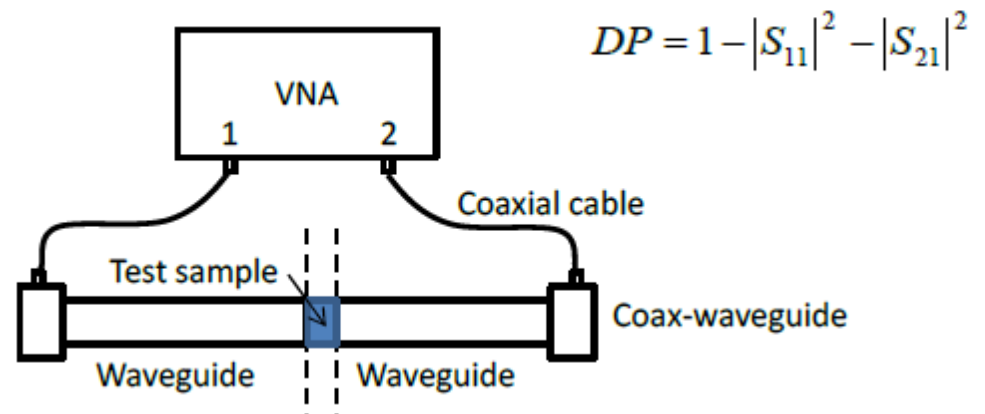 DP = 1 − |S₁₁|² − |S₂₁|²
VNA
1 2
Coaxial cable
Test sample
Coax-waveguide
Waveguide Waveguide